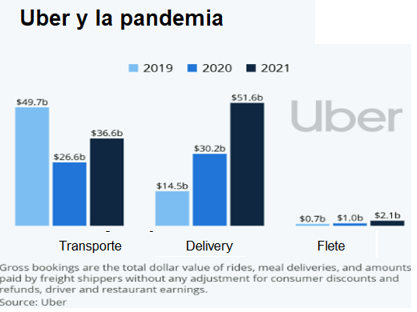 Uber y la pandemia
2019 2020 2021
$49.7b $26.6b $36.6b
$14.5b $30.2b $51.6b
$0.7b $1.0b $2.1b
Uber
Transporte Delivery Flete
Gross bookings are the total dollar value of rides, meal deliveries, and amounts
paid by freight shippers without any adjustment for consumer discounts and
refunds, driver and restaurant earnings.
Source: Uber